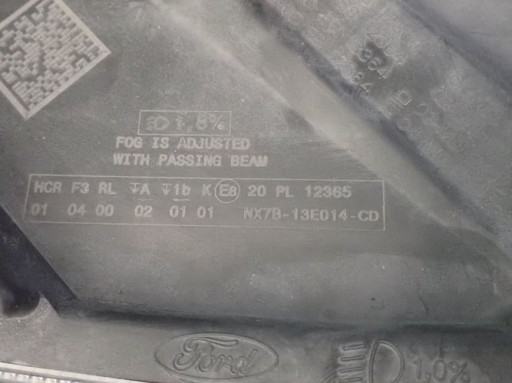 1,8%
FOG IS ADJUSTED
WITH PASSING BEAM
HCR F3 RL A 1b K E8 20 PL 12365
01 04 00 02 01 01 NX7B-13E014-CD
Ford
1,0%